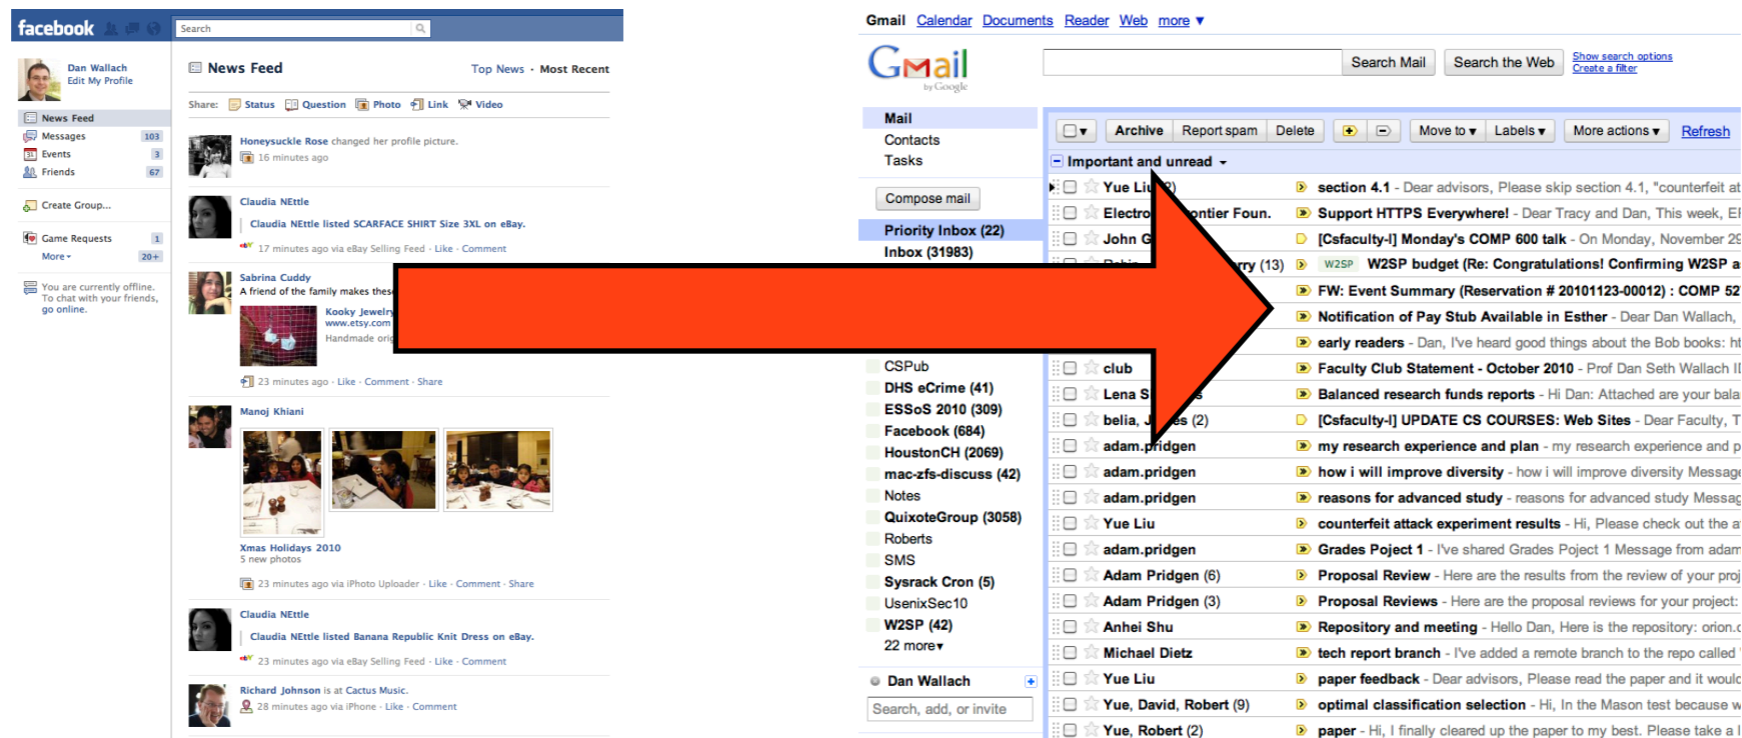 facebook
Search
Dan Wallach
Edit My Profile
News Feed
Messages 103
Events 3
Friends 67
Create Group...
Game Requests 1
More 20+
You are currently offline.
To chat with your friends,
go online.
News Feed
Top News · Most Recent
Share: Status Question Photo Link Video
Honeysuckle Rose changed her profile picture.
16 minutes ago
Claudia NEttle
Claudia NEttle listed SCARFACE SHIRT Size 3XL on eBay.
17 minutes ago via eBay Selling Feed · Like · Comment
Sabrina Cuddy
A friend of the family makes these
Kooky Jewelry
www.etsy.com
Handmade
23 minutes ago · Like · Comment · Share
Manoj Khiani
Xmas Holidays 2010
5 new photos
23 minutes ago via iPhoto Uploader · Like · Comment · Share
Claudia NEttle
Claudia NEttle listed Banana Republic Knit Dress on eBay.
23 minutes ago via eBay Selling Feed · Like · Comment
Richard Johnson is at Cactus Music.
28 minutes ago via iPhone · Like · Comment
Gmail Calendar Documents Reader Web more ▼
Gmail
by Google
Search Mail Search the Web Show search options
Create a filter
Mail
Contacts
Tasks
Compose mail
Priority Inbox (22)
Inbox (31983)
CSPub
DHS eCrime (41)
ESSoS 2010 (309)
Facebook (684)
HoustonCH (2069)
mac-zfs-discuss (42)
Notes
QuixoteGroup (3058)
Roberts
SMS
Sysrack Cron (5)
UsenixSec10
W2SP (42)
22 more▼
Dan Wallach
Search, add, or invite
Archive Report spam Delete Move to ▼ Labels ▼ More actions ▼ Refresh
Important and unread
Yue Liu section 4.1 - Dear advisors, Please skip section 4.1, "counterfeit at
Foun. Support HTTPS Everywhere! - Dear Tracy and Dan, This week, EF
John [Csfaculty-l] Monday's COMP 600 talk - On Monday, November 29
(13) W2SP W2SP budget (Re: Congratulations! Confirming W2SP a
FW: Event Summary (Reservation # 20101123-00012) : COMP 52
Notification of Pay Stub Available in Esther - Dear Dan Wallach,
early readers - Dan, I've heard good things about the Bob books: ht
club Faculty Club Statement - October 2010 - Prof Dan Seth Wallach I
Lena Balanced research funds reports - Hi Dan: Attached are your bala
belia, (2) [Csfaculty-l] UPDATE CS COURSES: Web Sites - Dear Faculty, T
adam.pridgen my research experience and plan - my research experience and p
adam.pridgen how i will improve diversity - how i will improve diversity Message
adam.pridgen reasons for advanced study - reasons for advanced study Messag
Yue Liu counterfeit attack experiment results - Hi, Please check out the a
adam.pridgen Grades Poject 1 - I've shared Grades Poject 1 Message from adam
Adam Pridgen (6) Proposal Review - Here are the results from the review of your proj
Adam Pridgen (3) Proposal Reviews - Here are the proposal reviews for your project:
Anhei Shu Repository and meeting - Hello Dan, Here is the repository: orion.c
Michael Dietz tech report branch - I've added a remote branch to the repo called
Yue Liu paper feedback - Dear advisors, Please read the paper and it would
Yue, David, Robert (9) optimal classification selection - Hi, In the Mason test because w
Yue, Robert (2) paper - Hi, I finally cleared up the paper to my best. Please take a l